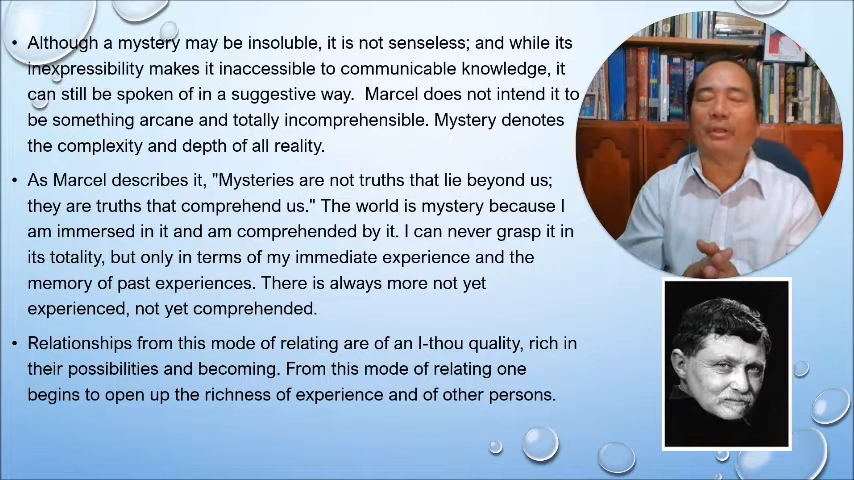 • Although a mystery may be insoluble, it is not senseless; and while its
inexpressibility makes it inaccessible to communicable knowledge, it
can still be spoken of in a suggestive way.  Marcel does not intend it to
be something arcane and totally incomprehensible. Mystery denotes
the complexity and depth of all reality.
• As Marcel describes it, "Mysteries are not truths that lie beyond us;
they are truths that comprehend us." The world is mystery because I
am immersed in it and am comprehended by it. I can never grasp it in
its totality, but only in terms of my immediate experience and the
memory of past experiences. There is always more not yet
experienced, not yet comprehended.
• Relationships from this mode of relating are of an I-thou quality, rich in
their possibilities and becoming. From this mode of relating one
begins to open up the richness of experience and of other persons.